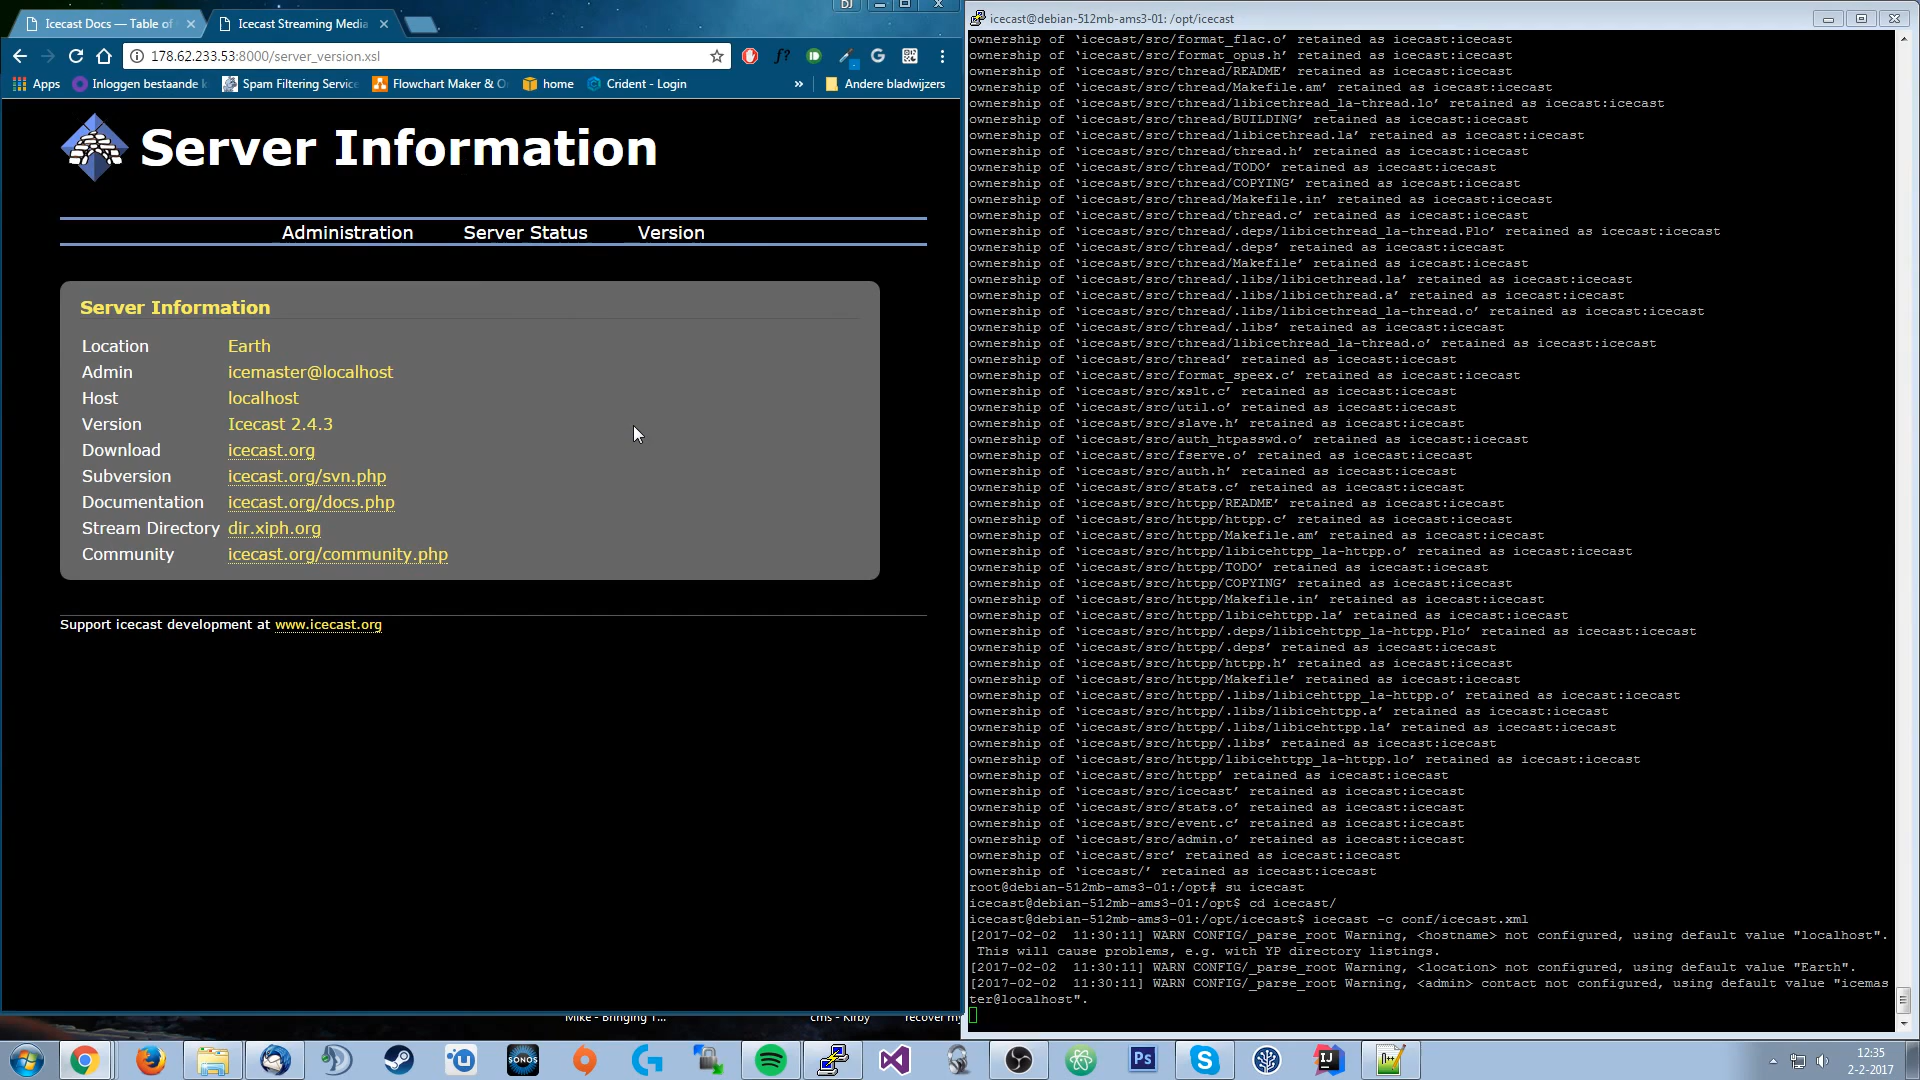 Icecast Docs — Table of
Icecast Streaming Media
DJ
178.62.233.53:8000/server_version.xsl
Apps
Inloggen bestaande
Spam Filtering Service
Flowchart Maker & O
home
Crident - Login
»
Andere bladwijzers
Server Information
Administration
Server Status
Version
Server Information
Location Earth
Admin icemaster@localhost
Host localhost
Version Icecast 2.4.3
Download icecast.org
Subversion icecast.org/svn.php
Documentation icecast.org/docs.php
Stream Directory dir.xiph.org
Community icecast.org/community.php
Support icecast development at www.icecast.org
icecast@debian-512mb-ams3-01: /opt/icecast
ownership of ‘icecast/src/format_flac.o’ retained as icecast:icecast
ownership of ‘icecast/src/format_opus.h’ retained as icecast:icecast
ownership of ‘icecast/src/thread/README’ retained as icecast:icecast
ownership of ‘icecast/src/thread/Makefile.am’ retained as icecast:icecast
ownership of ‘icecast/src/thread/libicethread_la-thread.lo’ retained as icecast:icecast
ownership of ‘icecast/src/thread/BUILDING’ retained as icecast:icecast
ownership of ‘icecast/src/thread/libicethread.la’ retained as icecast:icecast
ownership of ‘icecast/src/thread/thread.h’ retained as icecast:icecast
ownership of ‘icecast/src/thread/TODO’ retained as icecast:icecast
ownership of ‘icecast/src/thread/COPYING’ retained as icecast:icecast
ownership of ‘icecast/src/thread/Makefile.in’ retained as icecast:icecast
ownership of ‘icecast/src/thread/thread.c’ retained as icecast:icecast
ownership of ‘icecast/src/thread/.deps/libicethread_la-thread.Plo’ retained as icecast:icecast
ownership of ‘icecast/src/thread/.deps’ retained as icecast:icecast
ownership of ‘icecast/src/thread/Makefile’ retained as icecast:icecast
ownership of ‘icecast/src/thread/.libs/libicethread.la’ retained as icecast:icecast
ownership of ‘icecast/src/thread/.libs/libicethread.a’ retained as icecast:icecast
ownership of ‘icecast/src/thread/.libs/libicethread_la-thread.o’ retained as icecast:icecast
ownership of ‘icecast/src/thread/.libs’ retained as icecast:icecast
ownership of ‘icecast/src/thread/libicethread_la-thread.o’ retained as icecast:icecast
ownership of ‘icecast/src/thread’ retained as icecast:icecast
ownership of ‘icecast/src/format_speex.c’ retained as icecast:icecast
ownership of ‘icecast/src/xslt.c’ retained as icecast:icecast
ownership of ‘icecast/src/util.o’ retained as icecast:icecast
ownership of ‘icecast/src/slave.h’ retained as icecast:icecast
ownership of ‘icecast/src/auth_htpasswd.o’ retained as icecast:icecast
ownership of ‘icecast/src/fserve.o’ retained as icecast:icecast
ownership of ‘icecast/src/auth.h’ retained as icecast:icecast
ownership of ‘icecast/src/stats.c’ retained as icecast:icecast
ownership of ‘icecast/src/httpp/README’ retained as icecast:icecast
ownership of ‘icecast/src/httpp/httpp.c’ retained as icecast:icecast
ownership of ‘icecast/src/httpp/Makefile.am’ retained as icecast:icecast
ownership of ‘icecast/src/httpp/libicehttpp_la-httpp.o’ retained as icecast:icecast
ownership of ‘icecast/src/httpp/TODO’ retained as icecast:icecast
ownership of ‘icecast/src/httpp/COPYING’ retained as icecast:icecast
ownership of ‘icecast/src/httpp/Makefile.in’ retained as icecast:icecast
ownership of ‘icecast/src/httpp/libicehttpp.la’ retained as icecast:icecast
ownership of ‘icecast/src/httpp/.deps/libicehttpp_la-httpp.Plo’ retained as icecast:icecast
ownership of ‘icecast/src/httpp/.deps’ retained as icecast:icecast
ownership of ‘icecast/src/httpp/httpp.h’ retained as icecast:icecast
ownership of ‘icecast/src/httpp/Makefile’ retained as icecast:icecast
ownership of ‘icecast/src/httpp/.libs/libicehttpp_la-httpp.o’ retained as icecast:icecast
ownership of ‘icecast/src/httpp/.libs/libicehttpp.a’ retained as icecast:icecast
ownership of ‘icecast/src/httpp/.libs/libicehttpp.la’ retained as icecast:icecast
ownership of ‘icecast/src/httpp/.libs’ retained as icecast:icecast
ownership of ‘icecast/src/httpp/libicehttpp_la-httpp.lo’ retained as icecast:icecast
ownership of ‘icecast/src/httpp’ retained as icecast:icecast
ownership of ‘icecast/src/icecast’ retained as icecast:icecast
ownership of ‘icecast/src/stats.o’ retained as icecast:icecast
ownership of ‘icecast/src/event.c’ retained as icecast:icecast
ownership of ‘icecast/src/admin.o’ retained as icecast:icecast
ownership of ‘icecast/src’ retained as icecast:icecast
ownership of ‘icecast/’ retained as icecast:icecast
root@debian-512mb-ams3-01:/opt# su icecast
icecast@debian-512mb-ams3-01:/opt$ cd icecast/
icecast@debian-512mb-ams3-01:/opt/icecast$ icecast -c conf/icecast.xml
[2017-02-02  11:30:11] WARN CONFIG/_parse_root Warning, <hostname> not configured, using default value "localhost".
This will cause problems, e.g. with YP directory listings.
[2017-02-02  11:30:11] WARN CONFIG/_parse_root Warning, <location> not configured, using default value "Earth".
[2017-02-02  11:30:11] WARN CONFIG/_parse_root Warning, <admin> contact not configured, using default value "icemas
ter@localhost".
Mike - Bringing T...
cms - Kirby
recover my
SONOS
Ps
12:35
2-2-2017